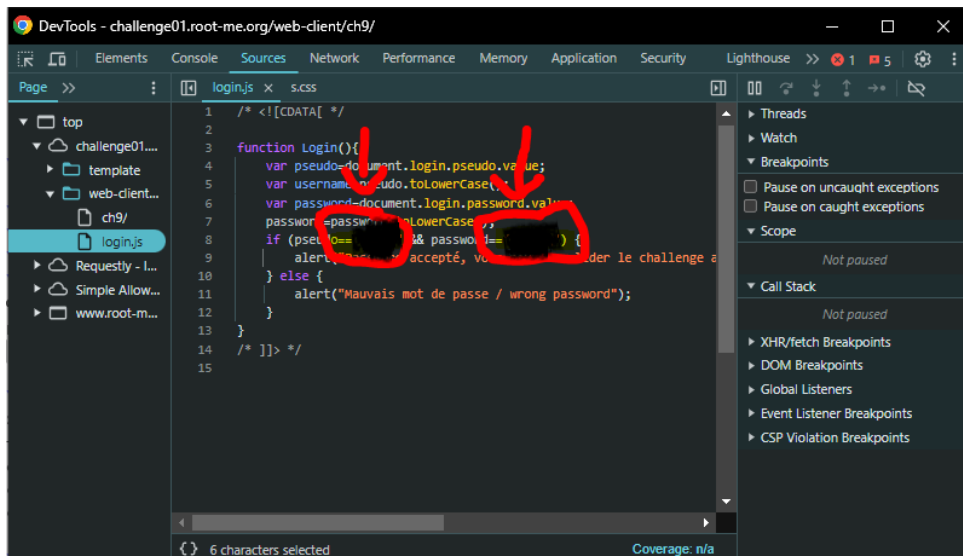 DevTools - challenge01.root-me.org/web-client/ch9/
Elements Console Sources Network Performance Memory Application Security Lighthouse 1 5
Page
login.js × s.css
top
challenge01....
template
web-client...
ch9/
login.js
Requestly - I...
Simple Allow...
www.root-m...
1 /* <![CDATA[ */
2
3 function Login(){
4 var pseudo=document.login.pseudo.value;
5 var username=pseudo.toLowerCase();
6 var password=document.login.password.value;
7 password=password.toLowerCase();
8 if (pseudo== && password== ) {
9 alert( accepté, le challenge a
10 } else {
11 alert("Mauvais mot de passe / wrong password");
12 }
13 }
14 /* ]]> */
15
{ } 6 characters selected
Coverage: n/a
Threads
Watch
Breakpoints
Pause on uncaught exceptions
Pause on caught exceptions
Scope
Not paused
Call Stack
Not paused
XHR/fetch Breakpoints
DOM Breakpoints
Global Listeners
Event Listener Breakpoints
CSP Violation Breakpoints